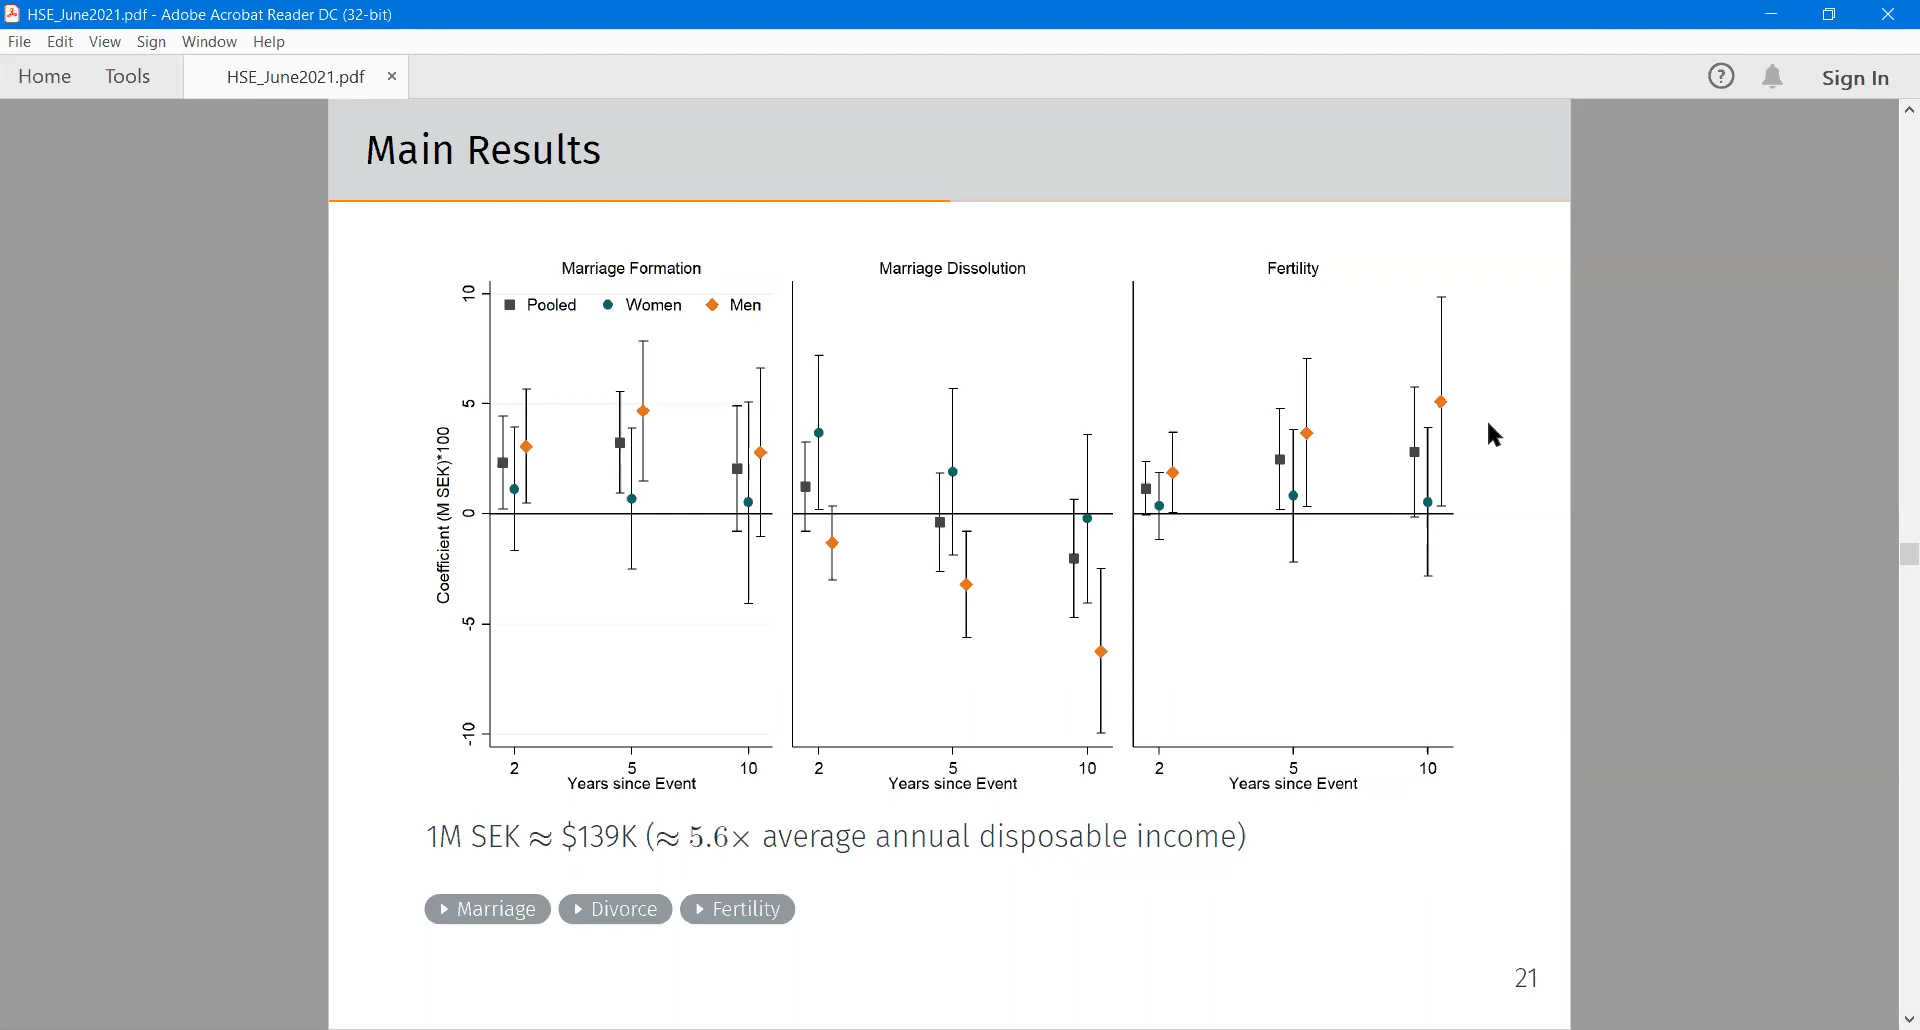 HSE_June2021.pdf - Adobe Acrobat Reader DC (32-bit)
File Edit View Sign Window Help
Home Tools HSE_June2021.pdf × ? Sign In
Main Results
Marriage Formation Marriage Dissolution Fertility
Pooled Women Men
Coefficient (M SEK)*100
10
5
0
-5
-10
2 5 10 2 5 10 2 5 10
Years since Event Years since Event Years since Event
1M SEK ≈ $139K (≈ 5.6× average annual disposable income)
Marriage Divorce Fertility
21